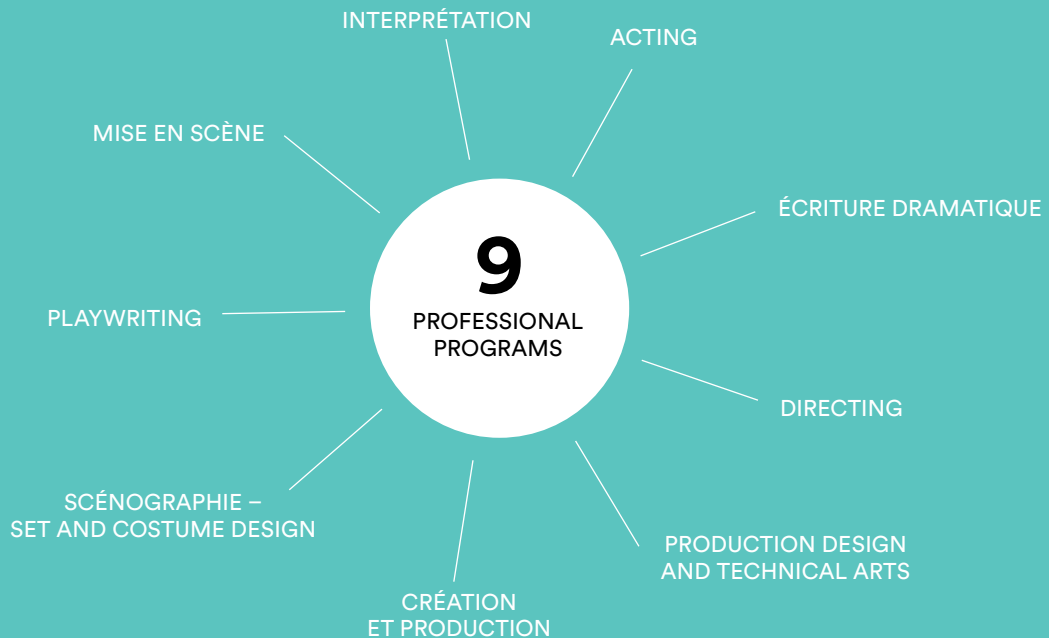 INTERPRÉTATION
ACTING
MISE EN SCÈNE
ÉCRITURE DRAMATIQUE
9
PROFESSIONAL
PROGRAMS
PLAYWRITING
DIRECTING
SCÉNOGRAPHIE –
SET AND COSTUME DESIGN
PRODUCTION DESIGN
AND TECHNICAL ARTS
CRÉATION
ET PRODUCTION